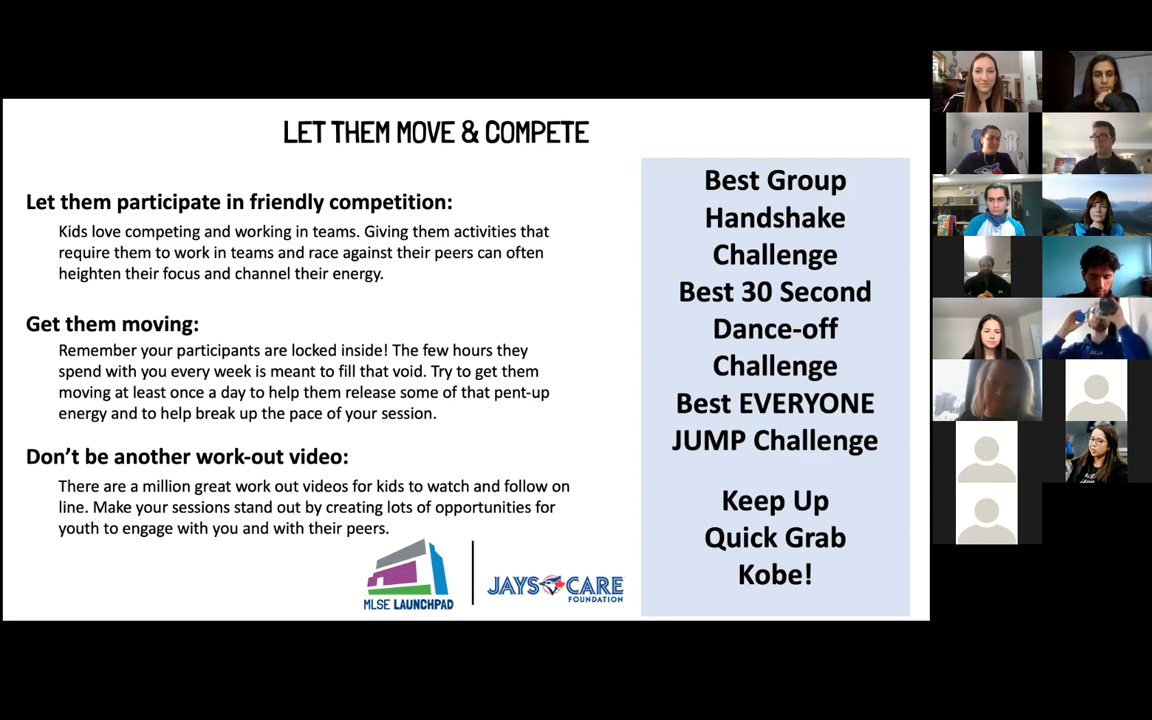 LET THEM MOVE & COMPETE
Let them participate in friendly competition:
Kids love competing and working in teams. Giving them activities that
require them to work in teams and race against their peers can often
heighten their focus and channel their energy.
Get them moving:
Remember your participants are locked inside! The few hours they
spend with you every week is meant to fill that void. Try to get them
moving at least once a day to help them release some of that pent-up
energy and to help break up the pace of your session.
Don't be another work-out video:
There are a million great work out videos for kids to watch and follow on
line. Make your sessions stand out by creating lots of opportunities for
youth to engage with you and with their peers.
MLSE LAUNCHPAD
JAYS CARE
FOUNDATION
Best Group
Handshake
Challenge
Best 30 Second
Dance-off
Challenge
Best EVERYONE
JUMP Challenge
Keep Up
Quick Grab
Kobe!